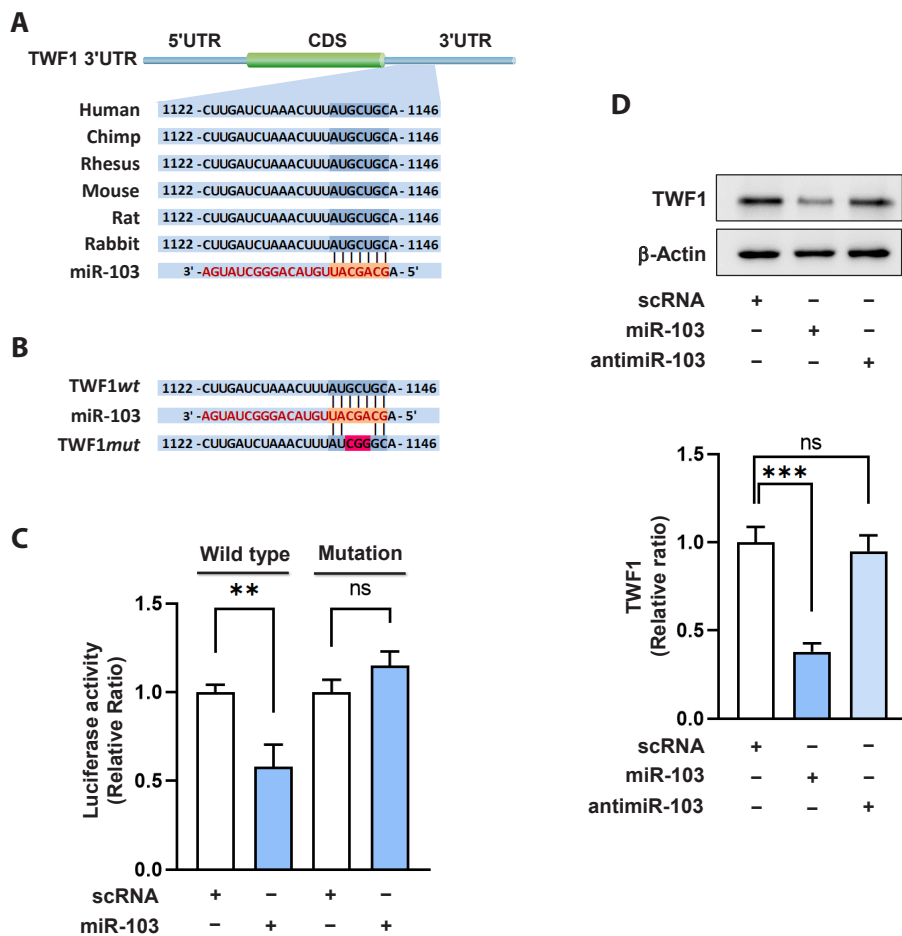 A
5'UTR CDS 3'UTR
TWF1 3'UTR
Human 1122 -CUUGAUCUAAACUUUAUGCUGCA- 1146
Chimp 1122 -CUUGAUCUAAACUUUAUGCUGCA- 1146
Rhesus 1122 -CUUGAUCUAAACUUUAUGCUGCA- 1146
Mouse 1122 -CUUGAUCUAAACUUUAUGCUGCA- 1146
Rat 1122 -CUUGAUCUAAACUUUAUGCUGCA- 1146
Rabbit 1122 -CUUGAUCUAAACUUUAUGCUGCA- 1146
miR-103 3' -AGUAUCGGGACAUGUUACGACGA- 5'
B
TWF1wt 1122 -CUUGAUCUAAACUUUAUGCUGCA- 1146
miR-103 3' -AGUAUCGGGACAUGUUACGACGA- 5'
TWF1mut 1122 -CUUGAUCUAAACUUUAUCGGGCA- 1146
C
Wild type Mutation
** ns
Luciferase activity
(Relative Ratio)
1.5
1.0
0.5
0.0
scRNA + – + –
miR-103 – + – +
D
TWF1
β-Actin
scRNA + – –
miR-103 – + –
antimiR-103 – – +
ns
***
TWF1
(Relative ratio)
1.5
1.0
0.5
0.0
scRNA + – –
miR-103 – + –
antimiR-103 – – +